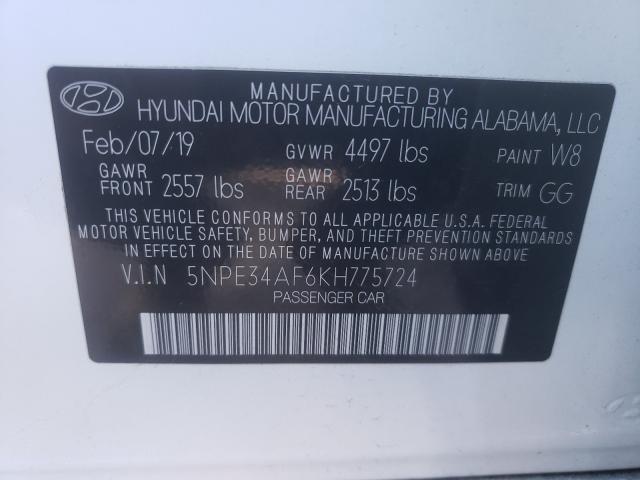 MANUFACTURED BY
HYUNDAI MOTOR MANUFACTURING ALABAMA, LLC
Feb/07/19 GVWR 4497 lbs PAINT W8
GAWR FRONT 2557 lbs GAWR REAR 2513 lbs TRIM GG
THIS VEHICLE CONFORMS TO ALL APPLICABLE U.S.A. FEDERAL
MOTOR VEHICLE SAFETY, BUMPER, AND THEFT PREVENTION STANDARDS
IN EFFECT ON THE DATE OF MANUFACTURE SHOWN ABOVE.
V.I.N 5NPE34AF6KH775724
PASSENGER CAR